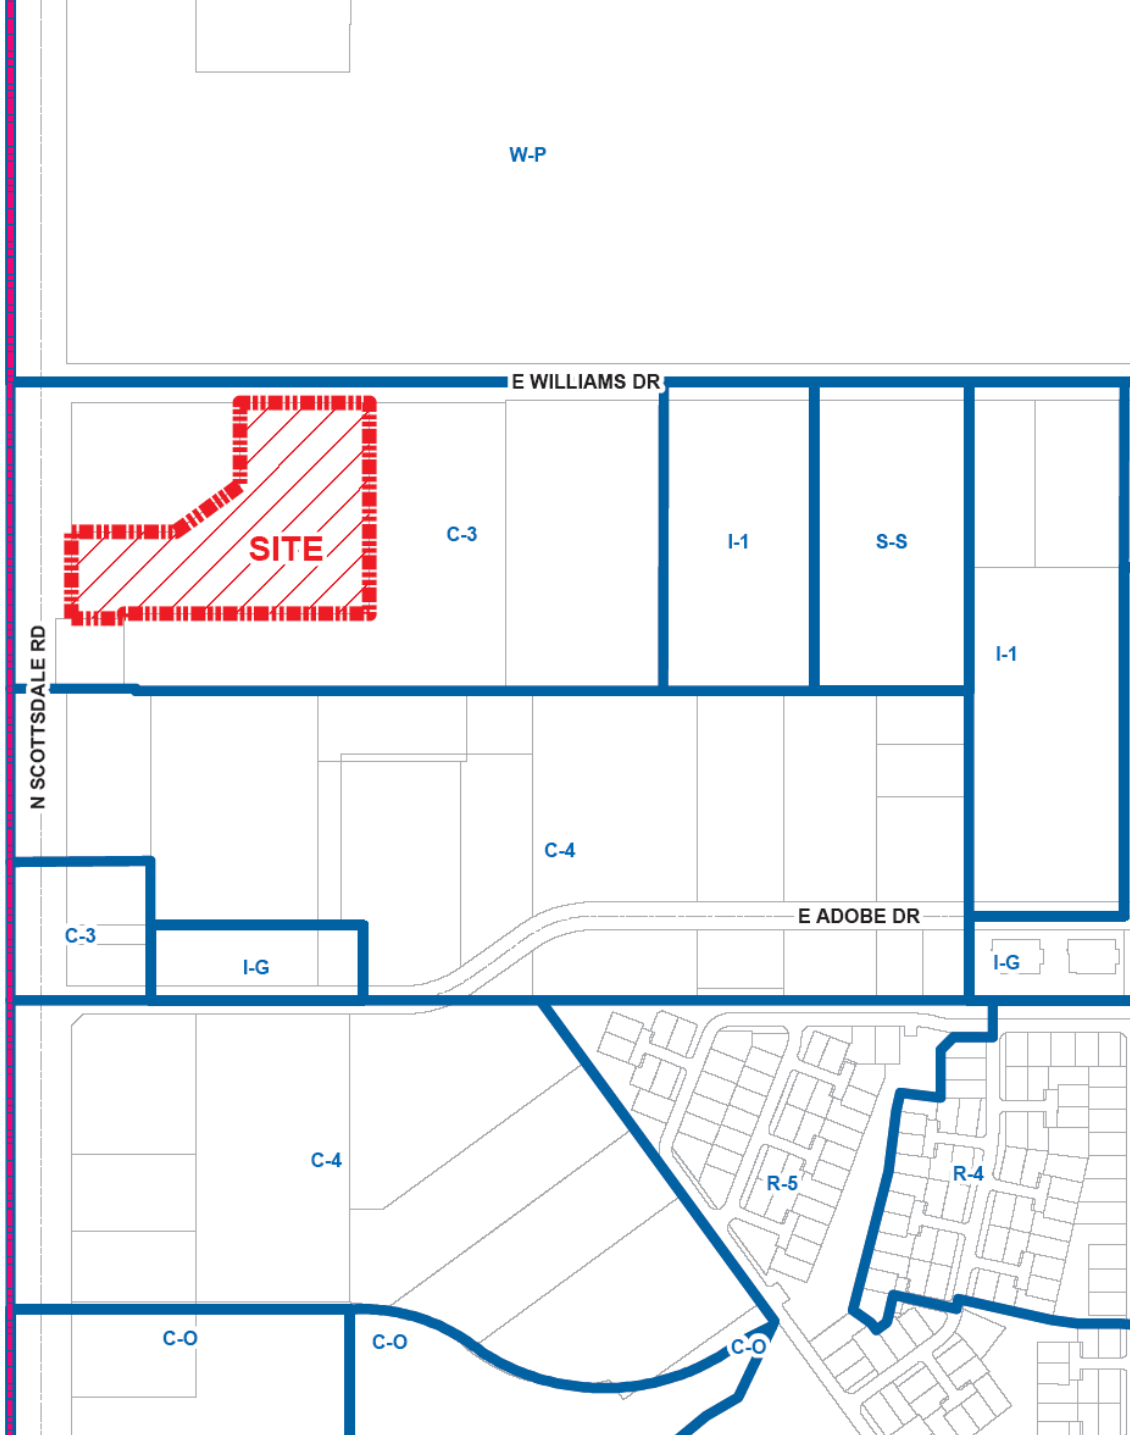 W-P
E WILLIAMS DR
C-3
I-1
S-S
SITE
I-1
N SCOTTSDALE RD
C-4
E ADOBE DR
C-3
I-G
I-G
C-4
R-5
R-4
C-O
C-O
C-O